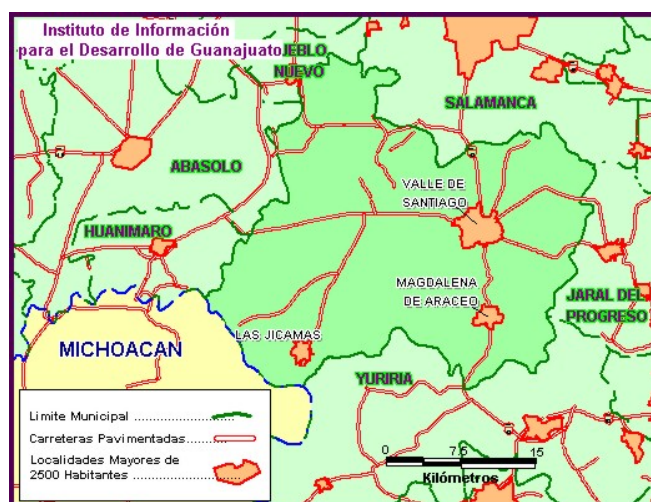 Instituto de Información
para el Desarrollo de Guanajuato
UEBLO
NUEVO
SALAMANCA
ABASOLO
VALLE DE
SANTIAGO
HUANIMARO
MAGDALENA
DE ARACEO
JARAL DEL
PROGRESO
LAS JICAMAS
MICHOACAN
YURIRIA
Limite Municipal
Carreteras Pavimentadas
Localidades Mayores de
2500 Habitantes
0 7.5 15
Kilómetros